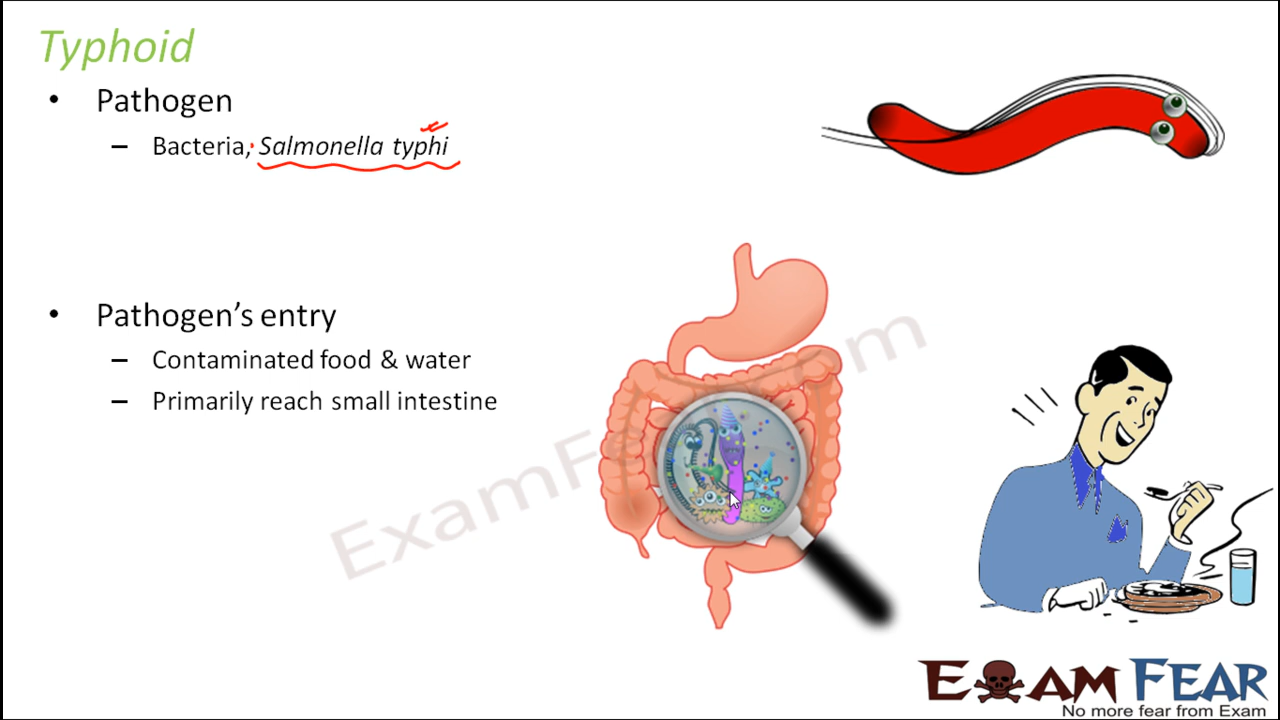 Typhoid
• Pathogen
– Bacteria, Salmonella typhi
• Pathogen’s entry
– Contaminated food & water
– Primarily reach small intestine
ExamFear.com
EXAM FEAR
No more fear from Exam